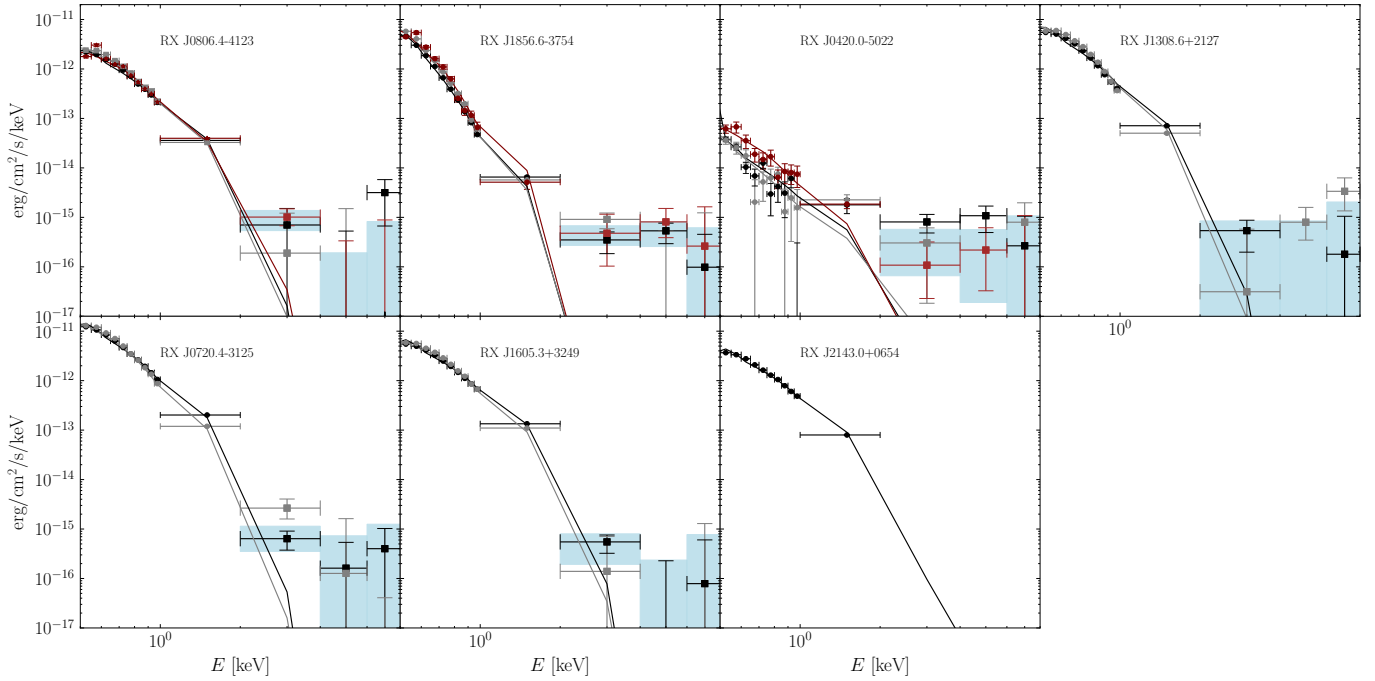 10⁻¹¹
10⁻¹²
10⁻¹³
10⁻¹⁴
10⁻¹⁵
10⁻¹⁶
10⁻¹⁷
erg/cm²/s/keV
RX J0806.4-4123
RX J1856.6-3754
RX J0420.0-5022
RX J1308.6+2127
10⁰
10⁻¹¹
10⁻¹²
10⁻¹³
10⁻¹⁴
10⁻¹⁵
10⁻¹⁶
10⁻¹⁷
erg/cm²/s/keV
RX J0720.4-3125
RX J1605.3+3249
RX J2143.0+0654
10⁰
10⁰
10⁰
E [keV]
E [keV]
E [keV]